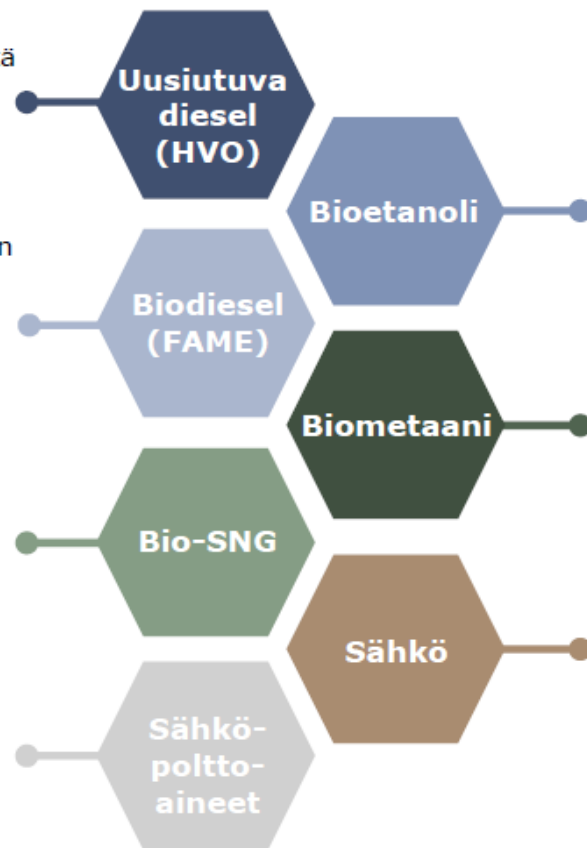 Uusiutuva
diesel
(HVO)
Bioetanoli
Biodiesel
(FAME)
Biometaani
Bio-SNG
Sähkö
Sähkö-
poltto-
aineet